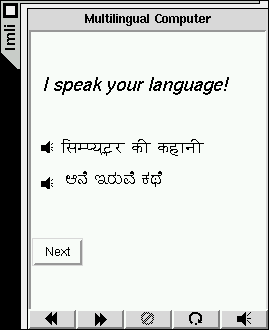 Multilingual Computer
Imli
I speak your language!
सिम्प्यूटर की कहानी
ಆನೆ ಇರುವೆ ಕಥೆ
Next